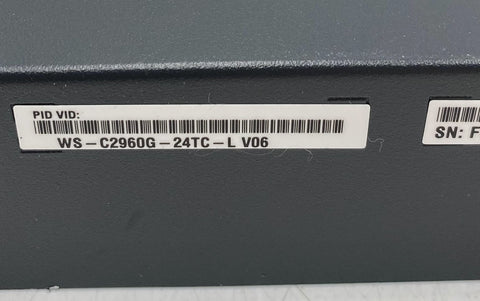 PID VID:
WS-C2960G-24TC-L V06
SN: F